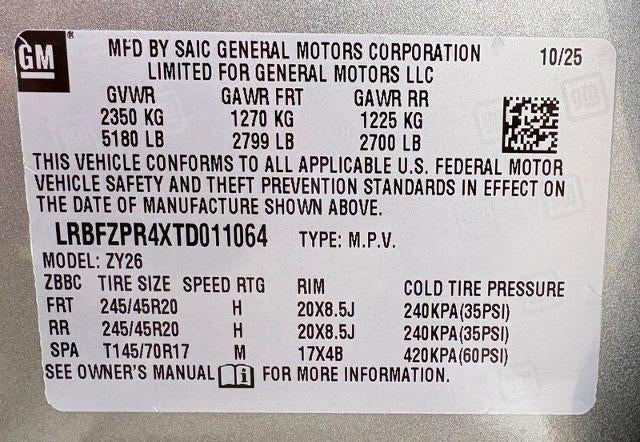 GM
MFD BY SAIC GENERAL MOTORS CORPORATION 10/25
LIMITED FOR GENERAL MOTORS LLC
GVWR GAWR FRT GAWR RR
2350 KG 1270 KG 1225 KG
5180 LB 2799 LB 2700 LB
THIS VEHICLE CONFORMS TO ALL APPLICABLE U.S. FEDERAL MOTOR
VEHICLE SAFETY AND THEFT PREVENTION STANDARDS IN EFFECT ON
THE DATE OF MANUFACTURE SHOWN ABOVE.
LRBFZPR4XTD011064 TYPE: M.P.V.
MODEL: ZY26
ZBBC TIRE SIZE SPEED RTG RIM COLD TIRE PRESSURE
FRT 245/45R20 H 20X8.5J 240KPA(35PSI)
RR 245/45R20 H 20X8.5J 240KPA(35PSI)
SPA T145/70R17 M 17X4B 420KPA(60PSI)
SEE OWNER'S MANUAL i FOR MORE INFORMATION.